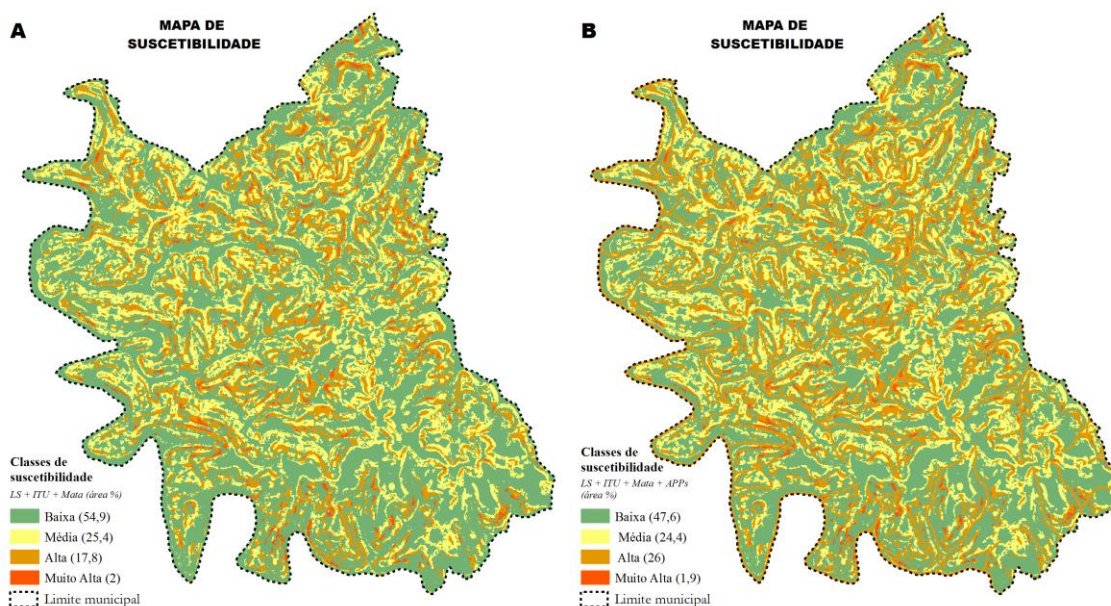 A
MAPA DE
SUSCETIBILIDADE
Classes de
suscetibilidade
LS + ITU + Mata (área %)
Baixa (54,9)
Média (25,4)
Alta (17,8)
Muito Alta (2)
Limite municipal
B
MAPA DE
SUSCETIBILIDADE
Classes de
suscetibilidade
LS + ITU + Mata + APPs
(área %)
Baixa (47,6)
Média (24,4)
Alta (26)
Muito Alta (1,9)
Limite municipal